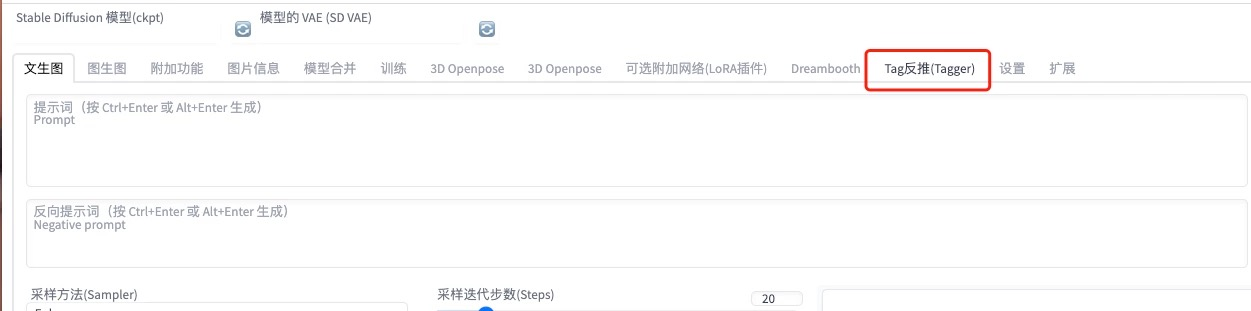 Stable Diffusion 模型(ckpt) 模型的 VAE (SD VAE)
文生图 图生图 附加功能 图片信息 模型合并 训练 3D Openpose 3D Openpose 可选附加网络(LoRA插件) Dreambooth Tag反推(Tagger) 设置 扩展
提示词（按 Ctrl+Enter 或 Alt+Enter 生成）
Prompt
反向提示词（按 Ctrl+Enter 或 Alt+Enter 生成）
Negative prompt
采样方法(Sampler) 采样迭代步数(Steps) 20